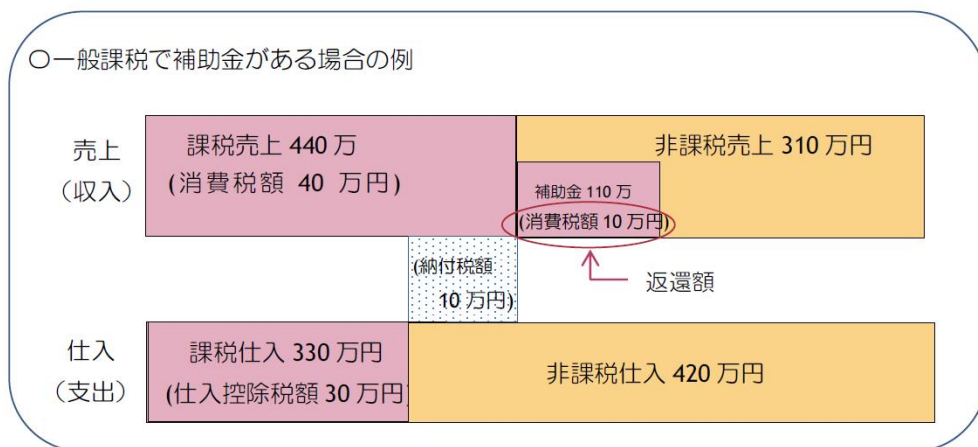 〇一般課税で補助金がある場合の例
売上
(収入)
課税売上 440 万
(消費税額 40 万円)
非課税売上 310 万円
補助金 110 万
(消費税額 10 万円)
(納付税額
10 万円)
返還額
仕入
(支出)
課税仕入 330 万円
(仕入控除税額 30 万円)
非課税仕入 420 万円